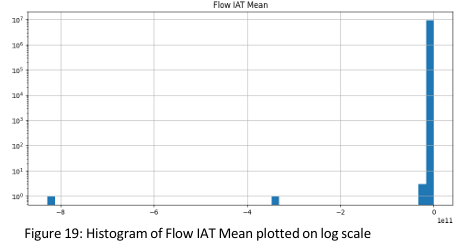 Flow IAT Mean
10⁷
10⁶
10⁵
10⁴
10³
10²
10¹
10⁰
−8 −6 −4 −2 0
1e11
Figure 19: Histogram of Flow IAT Mean plotted on log scale